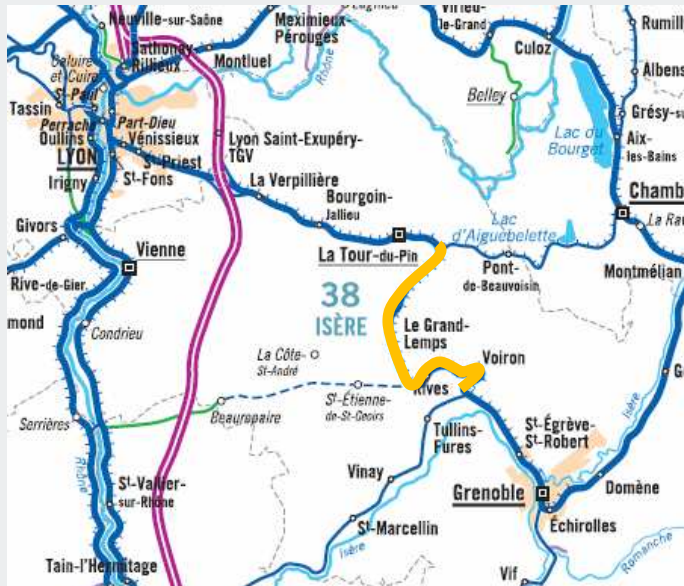 Neuville-sur-Saône
Meximieux
Pérouges
Virieu-
le-Grand
Rumill
Sathonay
Rillieux
Montluel
Culoz
Caluire
et Cuire
Rhône
Albens
St-Paul
Tassin
Belley
Grésy-su
Perrache
Part-Dieu
Oullins
Vénissieux
Lyon Saint-Exupéry-
TGV
Lac du
Bourget
Aix-
les-Bains
LYON
St-Priest
Irigny
St-Fons
La Verpillière
Chamb
Bourgoin-
Jallieu
Lac
d'Aiguebelette
La Rav
Givors
Vienne
La Tour-du-Pin
Pont-
de-Beauvoisin
Montmélian
Rive-de-Gier
38
ISÈRE
mond
Condrieu
Le Grand-
Lemps
Voiron
La Côte-
St-André
Rives
St-Étienne-
de-St-Geoirs
Serrières
Beaurepaire
Tullins-
Fures
St-Égrève-
St-Robert
Isère
Rhône
Vinay
St-Vallier-
sur-Rhône
Grenoble
Domène
St-Marcellin
Échirolles
Isère
Tain-l'Hermitage
Vif
Romanche